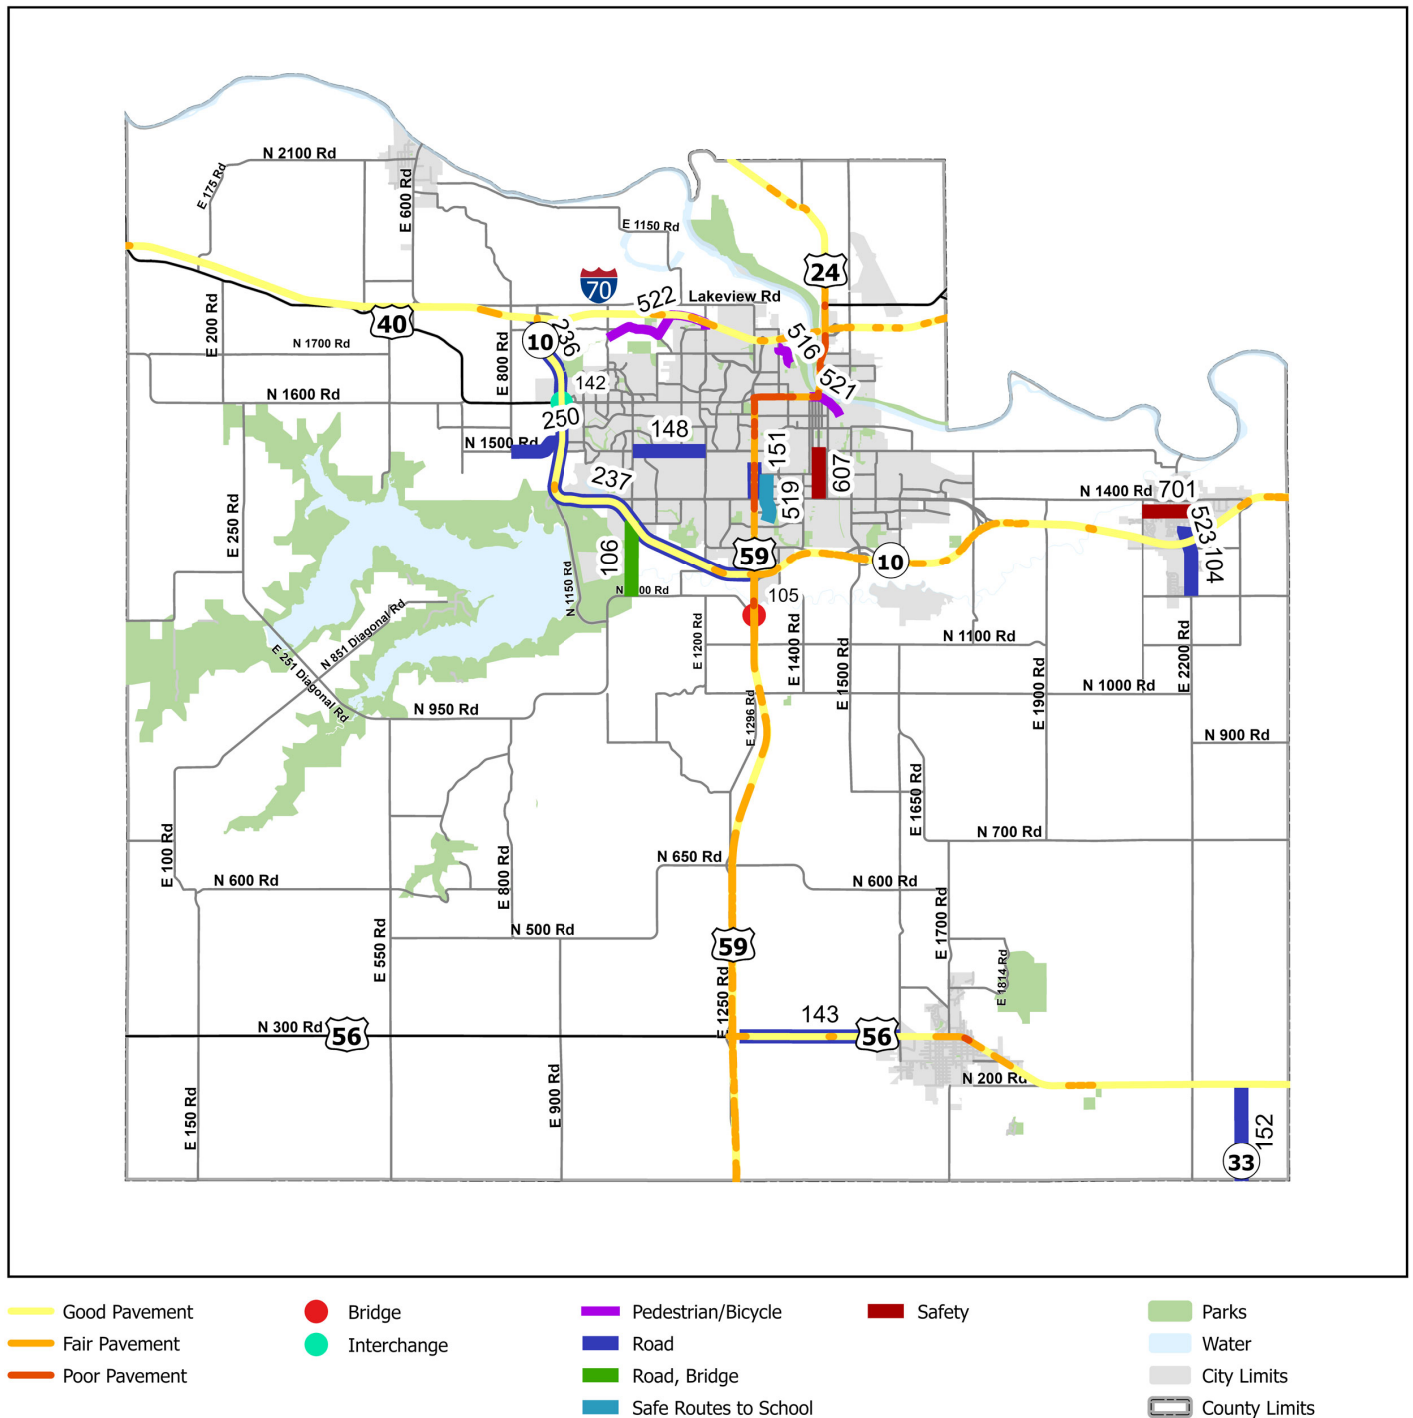 N 2100 Rd
E 175 Rd
E 600 Rd
E 1150 Rd
24
70
522
Lakeview Rd
40
E 200 Rd
10
236
516
N 1700 Rd
E 800 Rd
142
521
N 1600 Rd
250
148
N 1500 Rd
151
237
519
607
N 1400 Rd
701
523
104
E 250 Rd
106
59
10
N 1150 Rd
105
N 851 Diagonal Rd
E 251 Diagonal Rd
E 1200 Rd
E 1400 Rd
E 1500 Rd
N 1100 Rd
E 1900 Rd
E 2200 Rd
N 1000 Rd
N 950 Rd
E 1296 Rd
N 900 Rd
E 1650 Rd
N 700 Rd
E 100 Rd
N 650 Rd
N 600 Rd
E 800 Rd
N 600 Rd
E 1700 Rd
N 500 Rd
E 550 Rd
59
E 1250 Rd
E 1814 Rd
N 300 Rd
56
143
56
N 200 Rd
E 150 Rd
E 900 Rd
152
33
Good Pavement
Fair Pavement
Poor Pavement
Bridge
Interchange
Pedestrian/Bicycle
Road
Road, Bridge
Safe Routes to School
Safety
Parks
Water
City Limits
County Limits